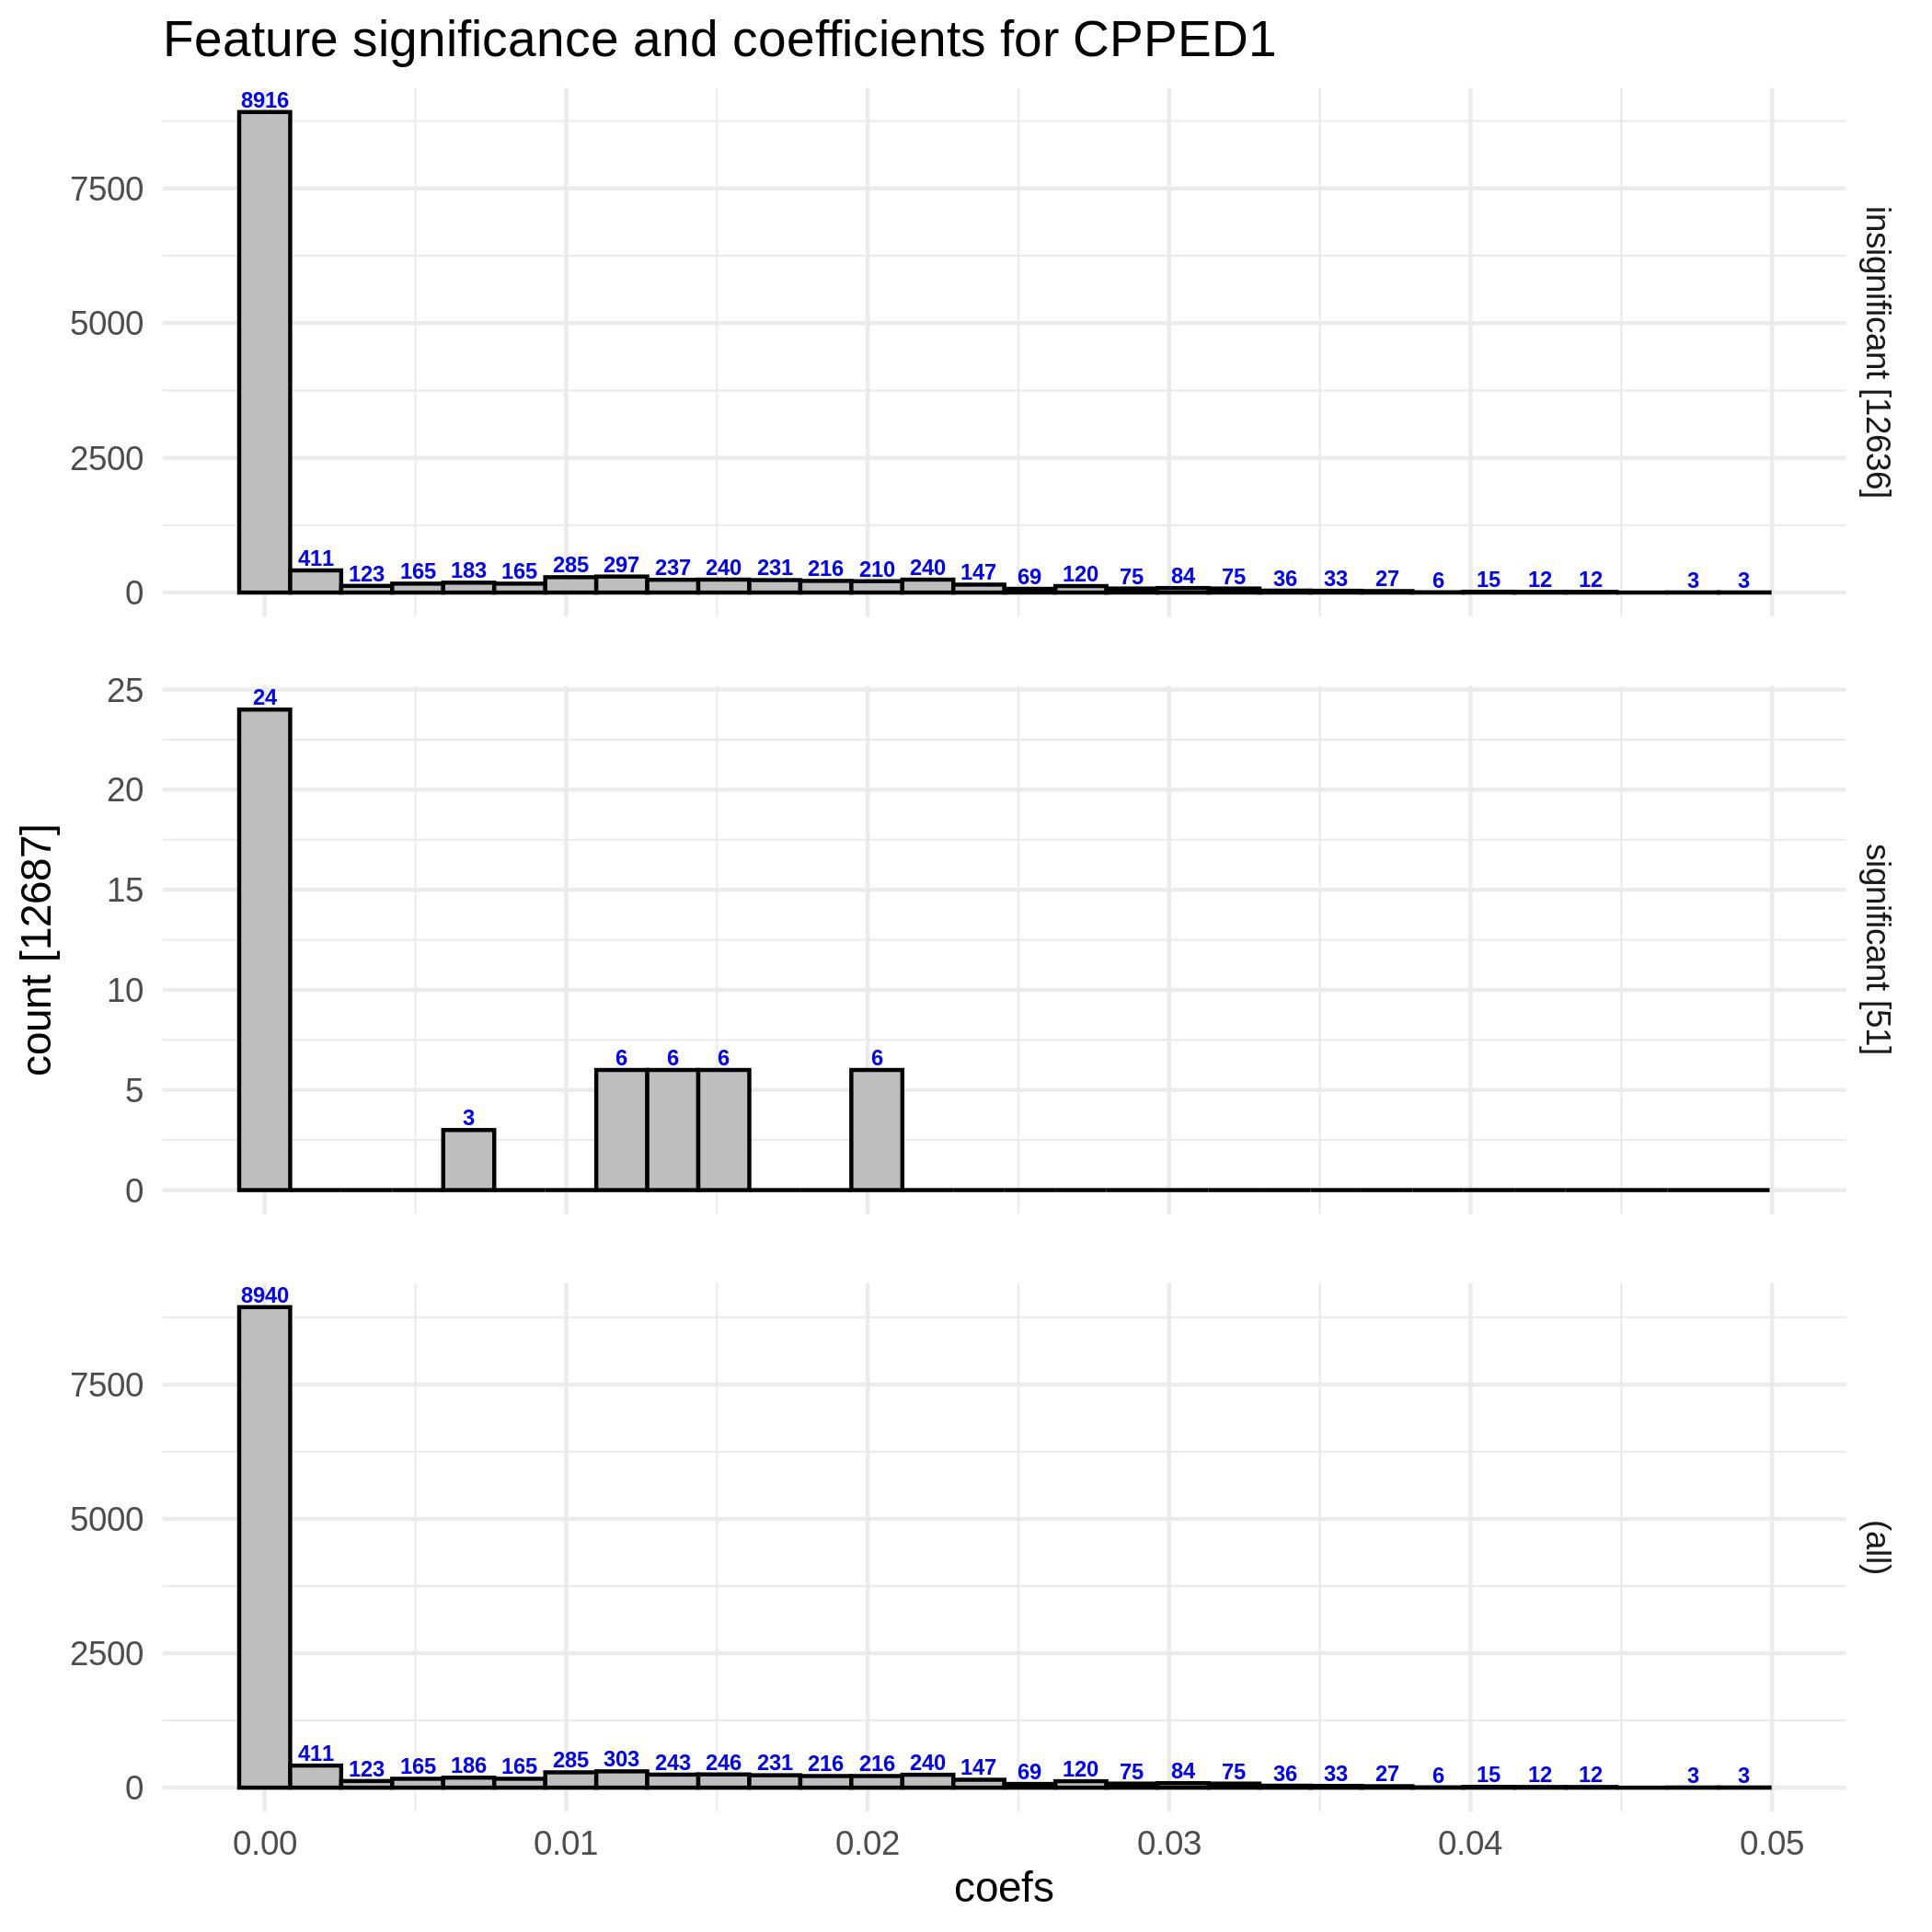 Feature significance and coefficients for CPPED1
8916
7500
5000
2500
0
411 123 165 183 165 285 297 237 240 231 216 210 240 147 69 120 75 84 75 36 33 27 6 15 12 12 3 3
insignificant [12636]
count [12687]
25
20
15
10
5
0
24 3 6 6 6 6
significant [51]
8940
7500
5000
2500
0
411 123 165 186 165 285 303 243 246 231 216 216 240 147 69 120 75 84 75 36 33 27 6 15 12 12 3 3
(all)
0.00 0.01 0.02 0.03 0.04 0.05
coefs